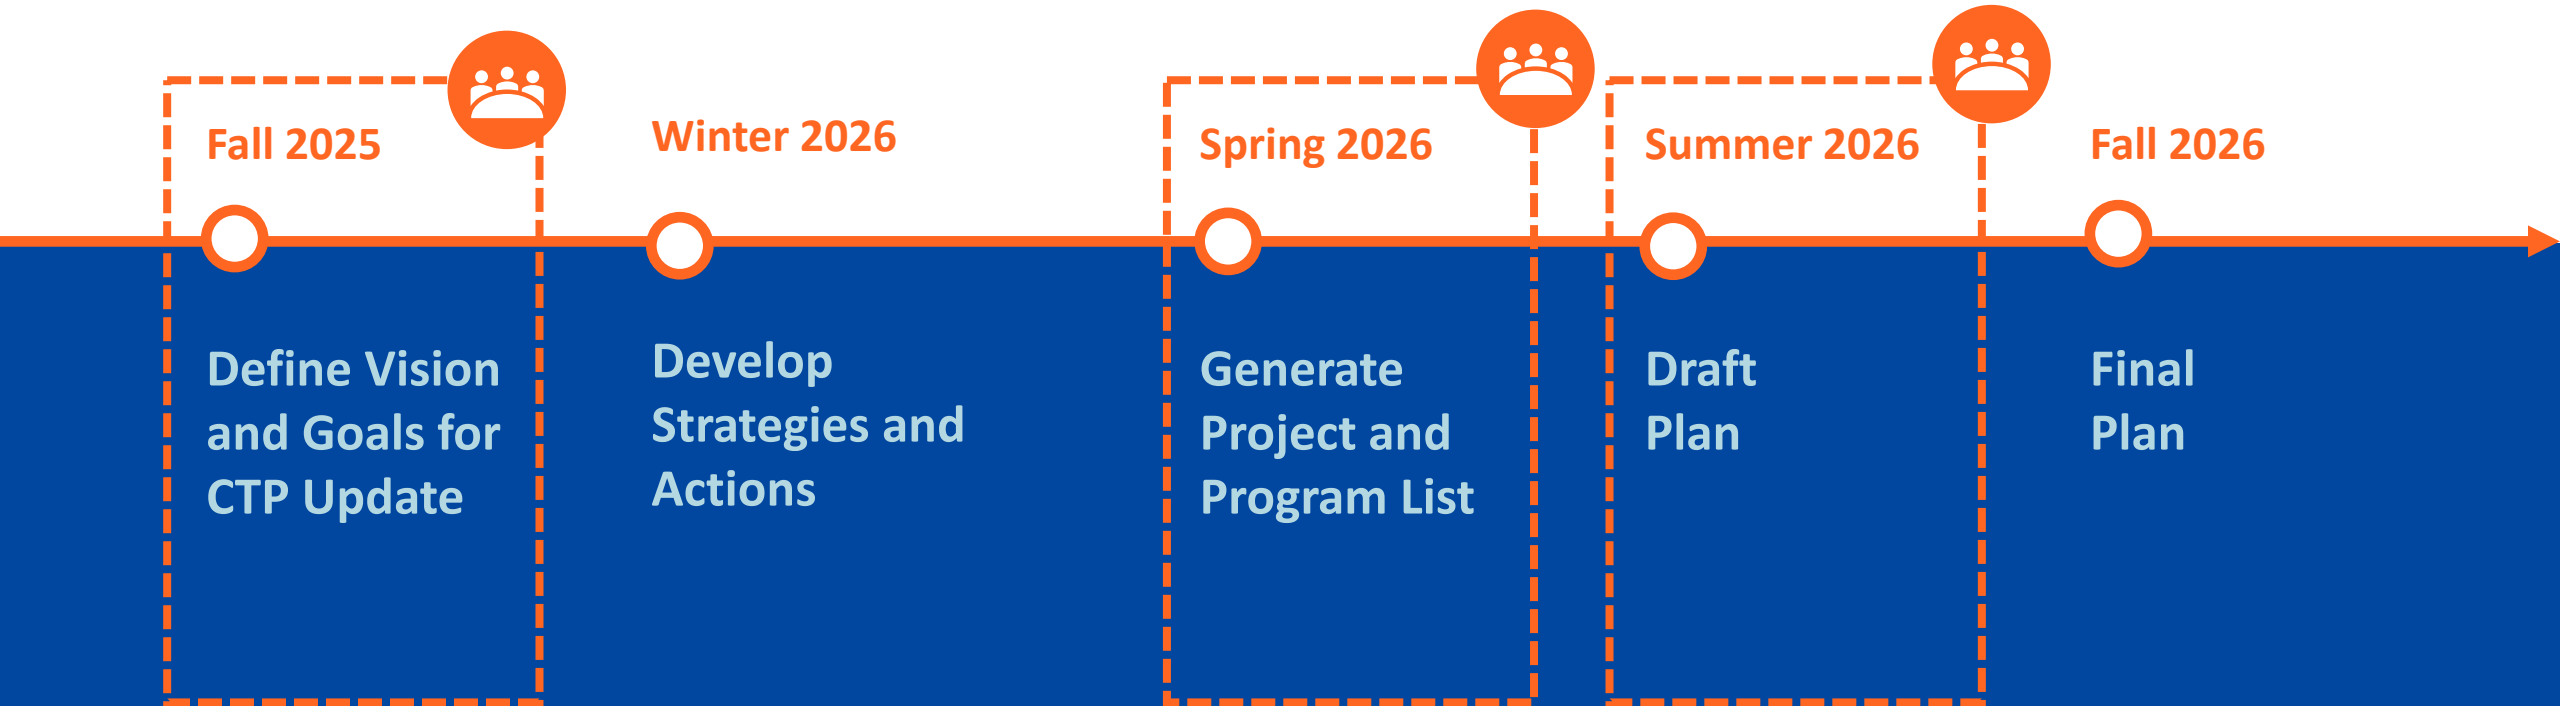 Fall 2025
Define Vision
and Goals for
CTP Update
Winter 2026
Develop
Strategies and
Actions
Spring 2026
Generate
Project and
Program List
Summer 2026
Draft
Plan
Fall 2026
Final
Plan